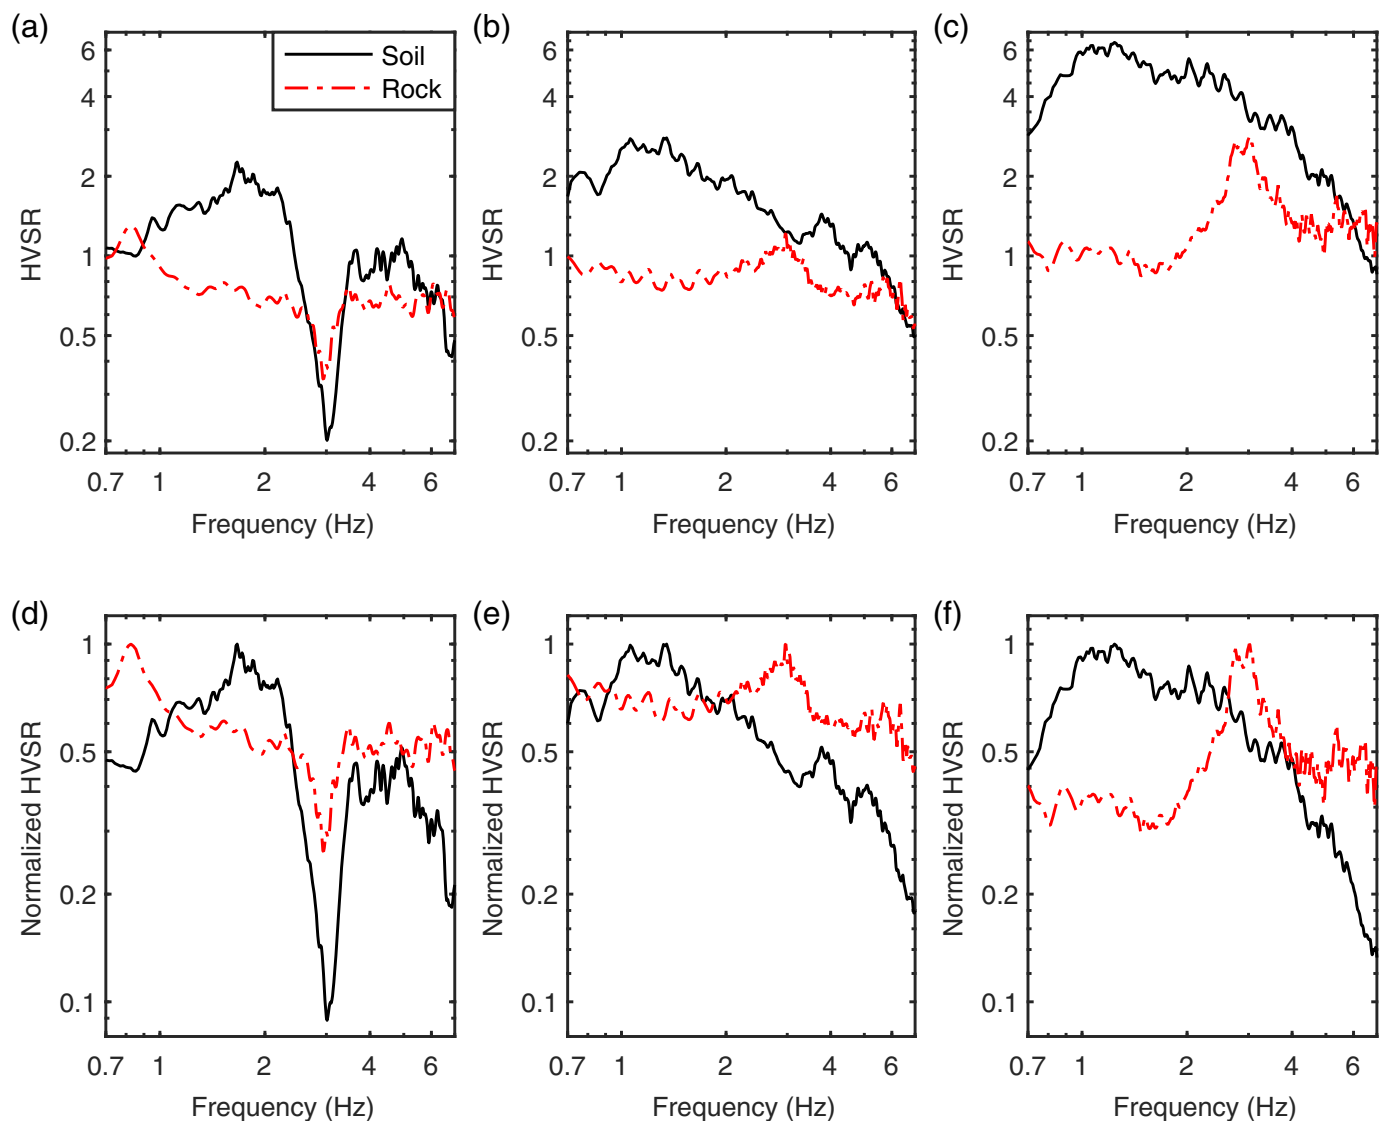 (a)
6
4
2
1
0.5
0.2
HVSR
Soil
Rock
0.7 1 2 4 6
Frequency (Hz)
(b)
6
4
2
1
0.5
0.2
HVSR
0.7 1 2 4 6
Frequency (Hz)
(c)
6
4
2
1
0.5
0.2
HVSR
0.7 1 2 4 6
Frequency (Hz)
(d)
1
0.5
0.2
0.1
Normalized HVSR
0.7 1 2 4 6
Frequency (Hz)
(e)
1
0.5
0.2
0.1
Normalized HVSR
0.7 1 2 4 6
Frequency (Hz)
(f)
1
0.5
0.2
0.1
Normalized HVSR
0.7 1 2 4 6
Frequency (Hz)